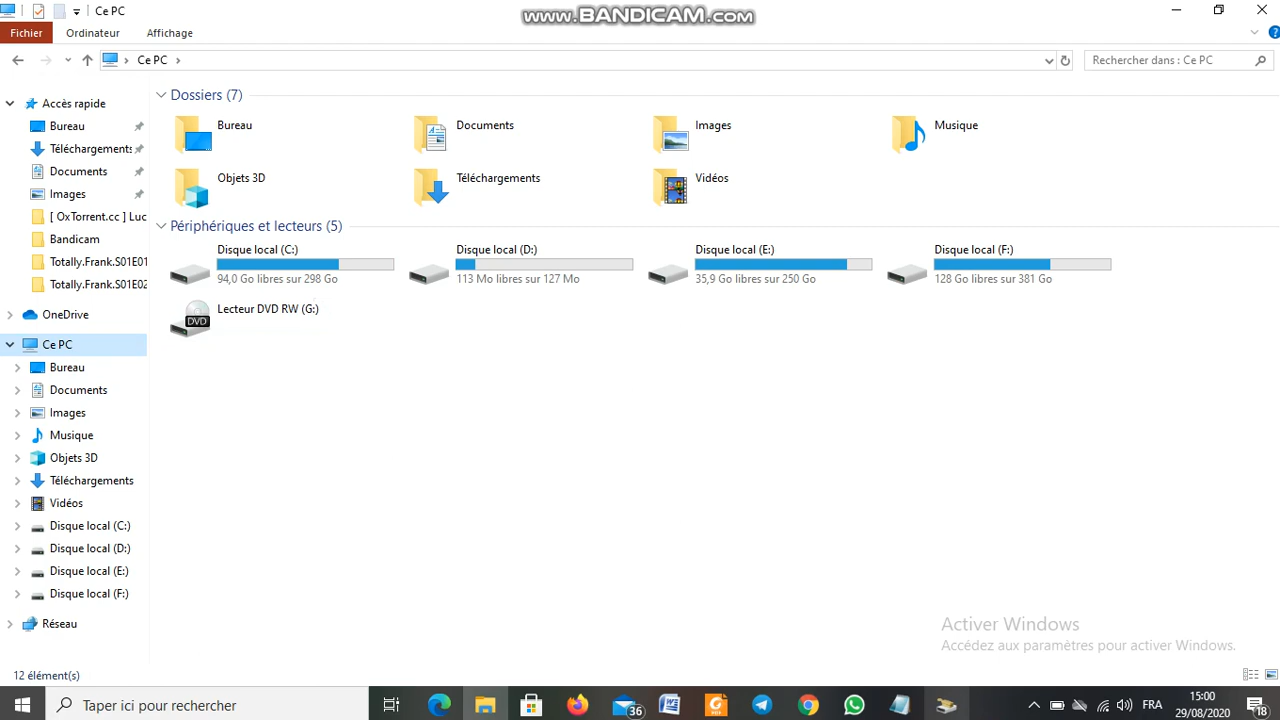 Ce PC
www.BANDICAM.com
Fichier
Ordinateur
Affichage
Ce PC
Rechercher dans : Ce PC
Accès rapide
Bureau
Téléchargements
Documents
Images
[ OxTorrent.cc ] Luc
Bandicam
Totally.Frank.S01E01
Totally.Frank.S01E02
OneDrive
Ce PC
Bureau
Documents
Images
Musique
Objets 3D
Téléchargements
Vidéos
Disque local (C:)
Disque local (D:)
Disque local (E:)
Disque local (F:)
Réseau
Dossiers (7)
Bureau
Documents
Images
Musique
Objets 3D
Téléchargements
Vidéos
Périphériques et lecteurs (5)
Disque local (C:)
94,0 Go libres sur 298 Go
Disque local (D:)
113 Mo libres sur 127 Mo
Disque local (E:)
35,9 Go libres sur 250 Go
Disque local (F:)
128 Go libres sur 381 Go
DVD
Lecteur DVD RW (G:)
Activer Windows
Accédez aux paramètres pour activer Windows.
12 élément(s)
Taper ici pour rechercher
36
W
FRA
15:00
29/08/2020
18